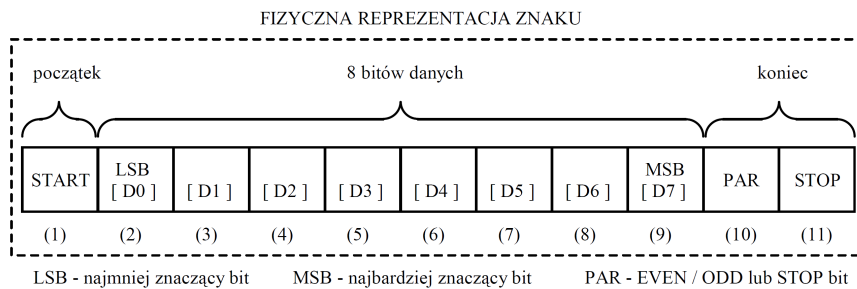 FIZYCZNA REPREZENTACJA ZNAKU
początek 8 bitów danych koniec
START LSB [ D0 ] [ D1 ] [ D2 ] [ D3 ] [ D4 ] [ D5 ] [ D6 ] MSB [ D7 ] PAR STOP
(1) (2) (3) (4) (5) (6) (7) (8) (9) (10) (11)
LSB - najmniej znaczący bit MSB - najbardziej znaczący bit PAR - EVEN / ODD lub STOP bit